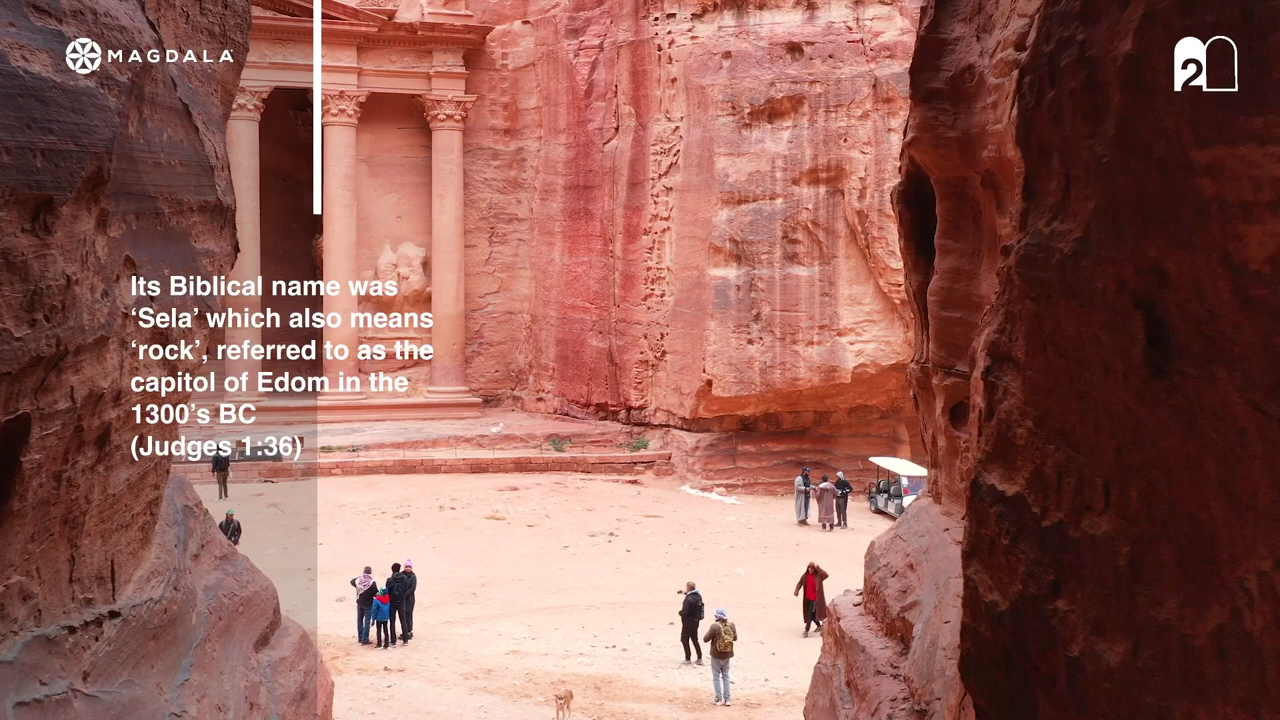 MAGDALA
2
Its Biblical name was
‘Sela’ which also means
‘rock’, referred to as the
capitol of Edom in the
1300’s BC
(Judges 1:36)